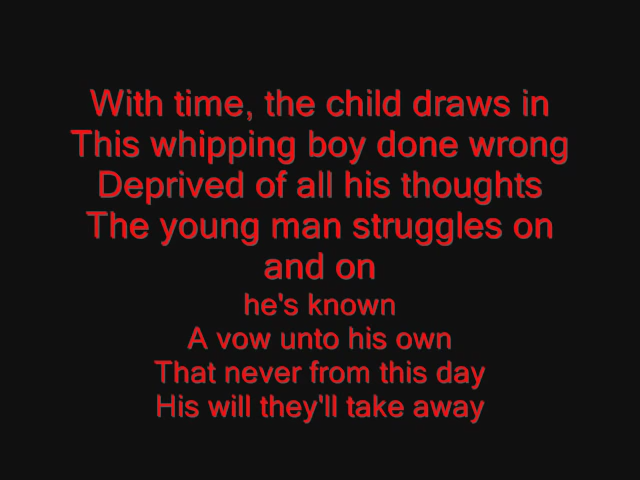 With time, the child draws in
This whipping boy done wrong
Deprived of all his thoughts
The young man struggles on
and on
he's known
A vow unto his own
That never from this day
His will they'll take away